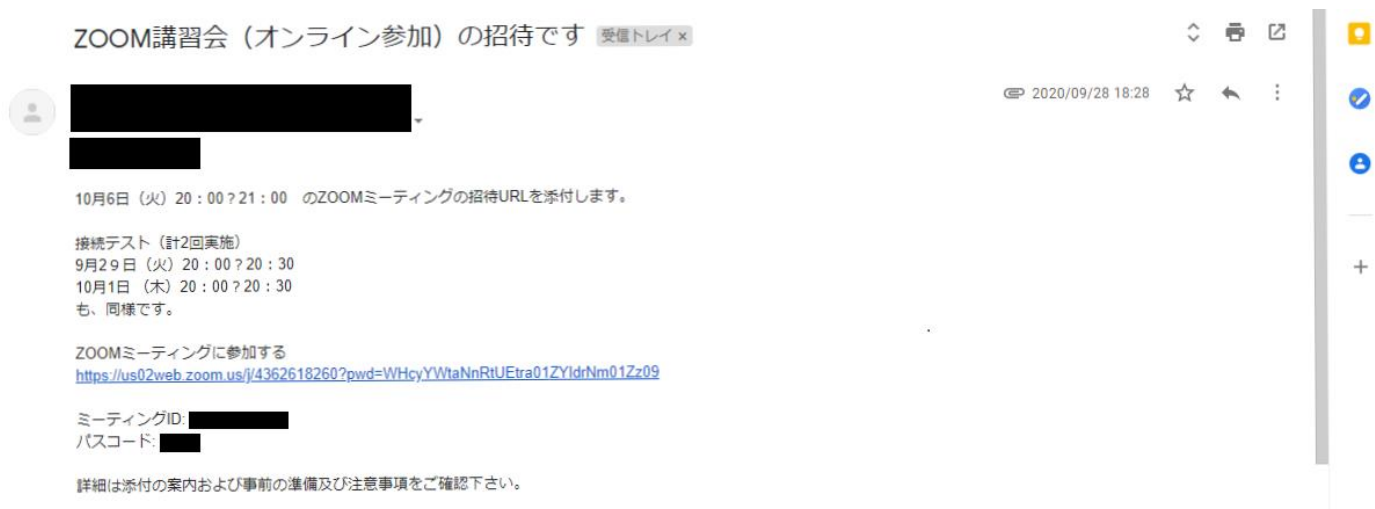 ZOOM講習会（オンライン参加）の招待です 受信トレイ ×
2020/09/28 18:28
10月6日（火）20：00？21：00　のZOOMミーティングの招待URLを添付します。
接続テスト（計2回実施）
9月29日（火）20：00？20：30
10月1日 （木）20：00？20：30
も、同様です。
ZOOMミーティングに参加する
https://us02web.zoom.us/j/4362618260?pwd=WHcyYWtaNnRtUEtra01ZYldrNm01Zz09
ミーティングID:
パスコード:
詳細は添付の案内および事前の準備及び注意事項をご確認下さい。